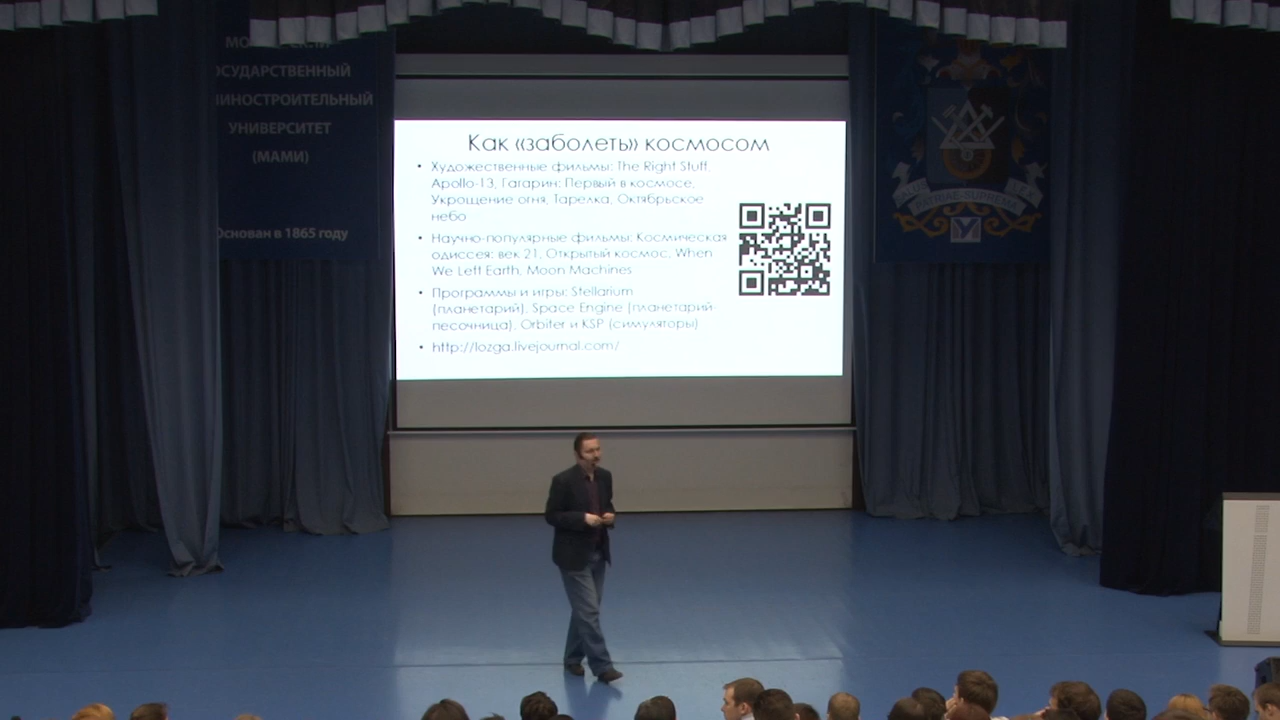 ОСУДАРСТВЕННЫЙ
ИНОСТРОИТЕЛЬНЫЙ
УНИВЕРСИТЕТ
(МАМИ)
Основан в 1865 году
Как «заболеть» космосом
• Художественные фильмы: The Right Stuff,
Apollo-13, Гагарин: Первый в космосе,
Укрощение огня, Тарелка, Октябрьское
небо
• Научно-популярные фильмы: Космическая
одиссея: век 21, Открытый космос, When
We Left Earth, Moon Machines
• Программы и игры: Stellarium
(планетарий), Space Engine (планетарий-
песочница), Orbiter и KSP (симуляторы)
• http://lozga.livejournal.com/